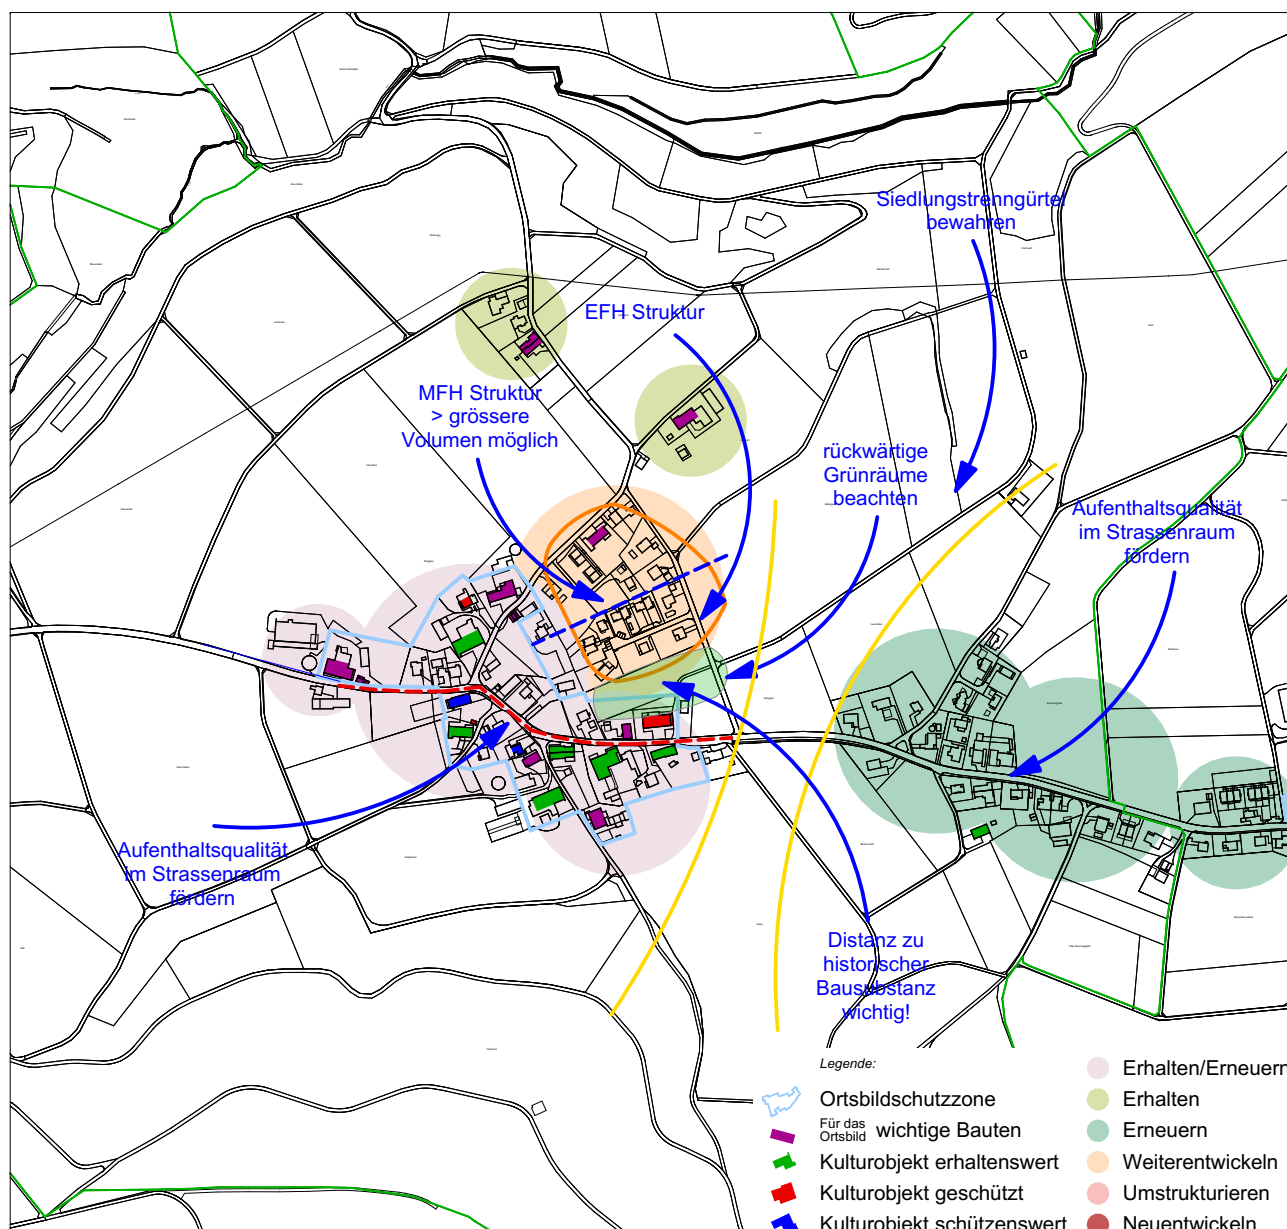 Siedlungstrenngürtel
bewahren
EFH Struktur
MFH Struktur
> grössere
Volumen möglich
rückwärtige
Grünräume
beachten
Aufenthaltsqualität
im Strassenraum
fördern
Aufenthaltsqualität
im Strassenraum
fördern
Distanz zu
historischer
Bausubstanz
wichtig!
Legende:
Ortsbildschutzzone
Für das
Ortsbild wichtige Bauten
Kulturobjekt erhaltenswert
Kulturobjekt geschützt
Kulturobjekt schützenswert
Erhalten/Erneuern
Erhalten
Erneuern
Weiterentwickeln
Umstrukturieren
Neuentwickeln